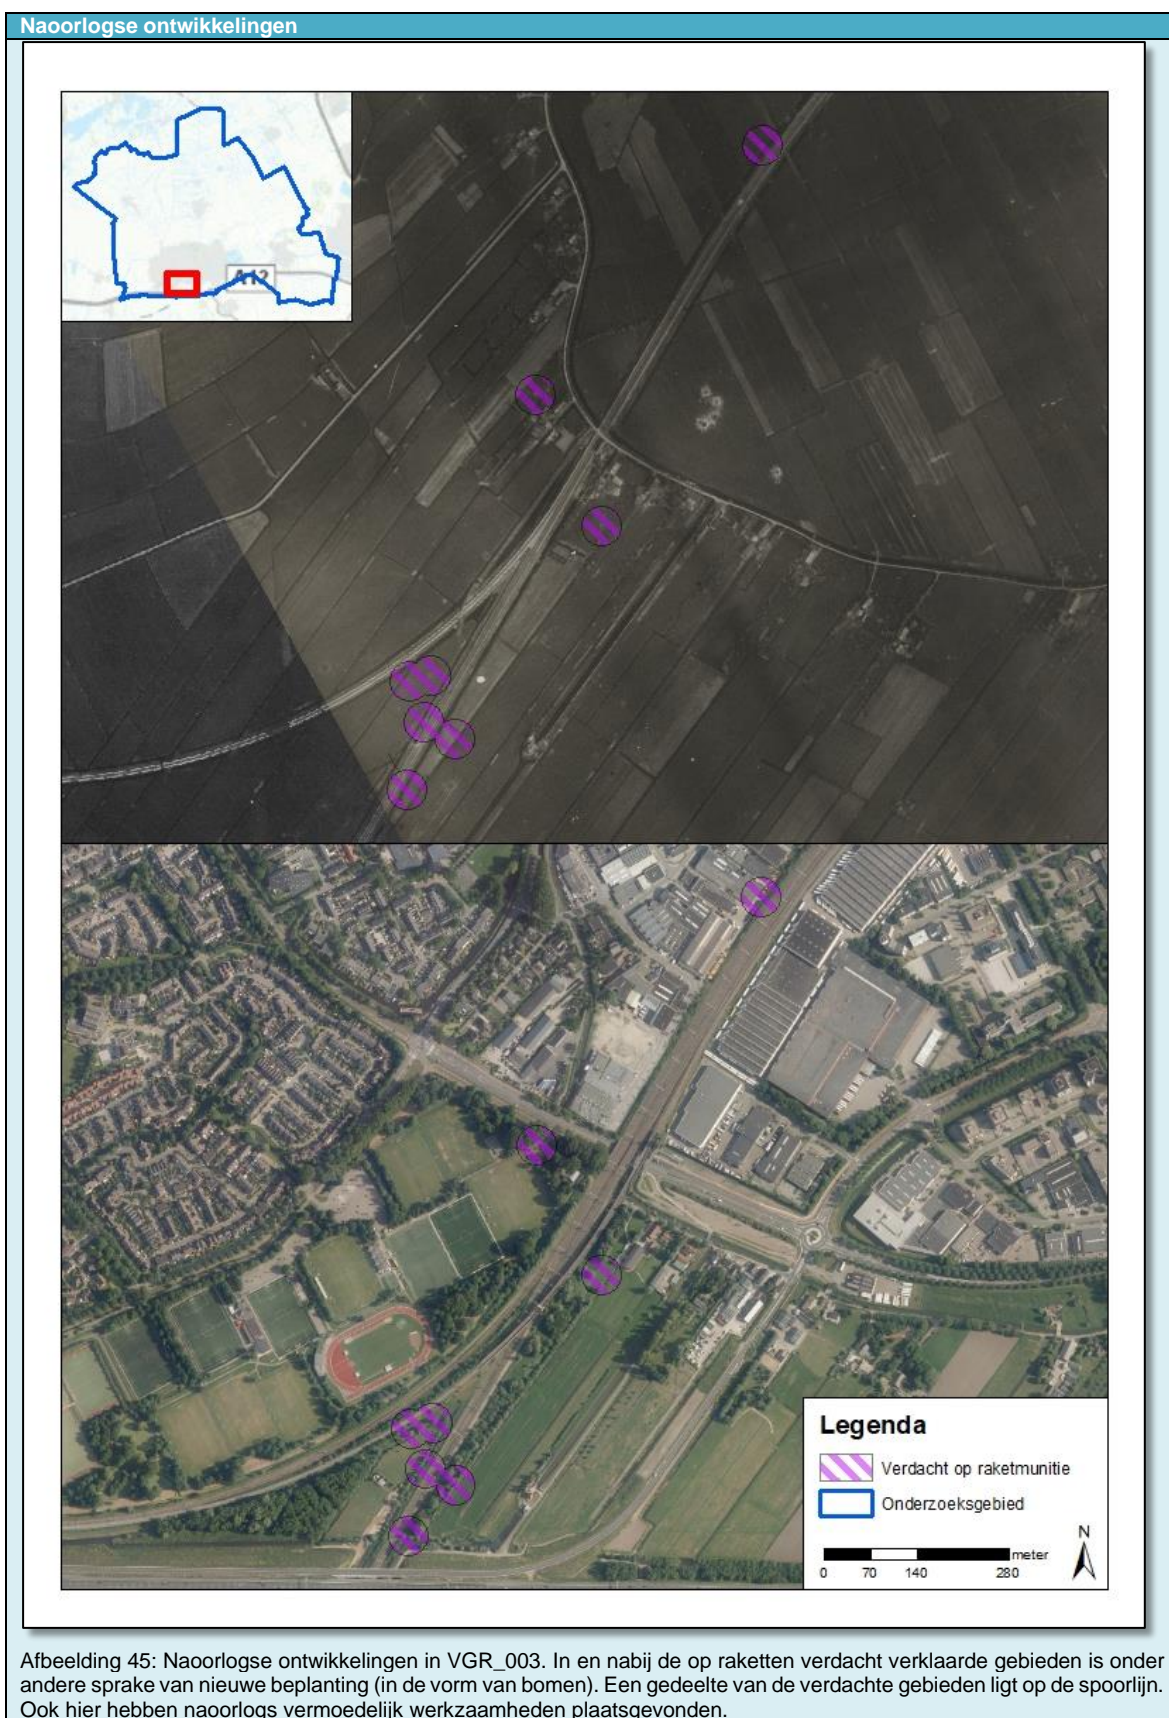 Naoorlogse ontwikkelingen
A12
Legenda
Verdacht op raketmunitie
Onderzoeksgebied
N
meter
0 70 140 280
Afbeelding 45: Naoorlogse ontwikkelingen in VGR_003. In en nabij de op raketten verdacht verklaarde gebieden is onder
andere sprake van nieuwe beplanting (in de vorm van bomen). Een gedeelte van de verdachte gebieden ligt op de spoorlijn.
Ook hier hebben naoorlogs vermoedelijk werkzaamheden plaatsgevonden.